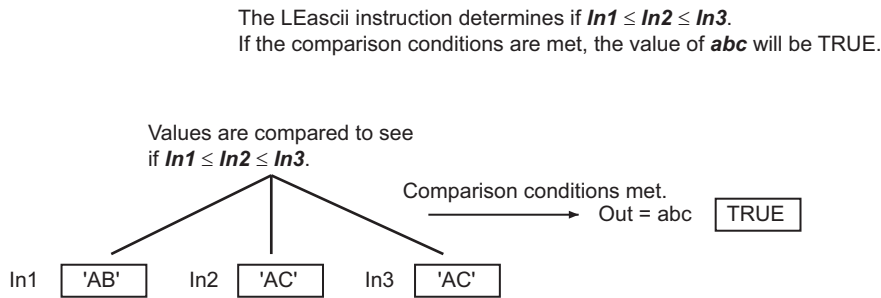 The LEascii instruction determines if In1 ≤ In2 ≤ In3.
If the comparison conditions are met, the value of abc will be TRUE.
Values are compared to see
if In1 ≤ In2 ≤ In3.
Comparison conditions met.
Out = abc TRUE
In1 'AB' In2 'AC' In3 'AC'